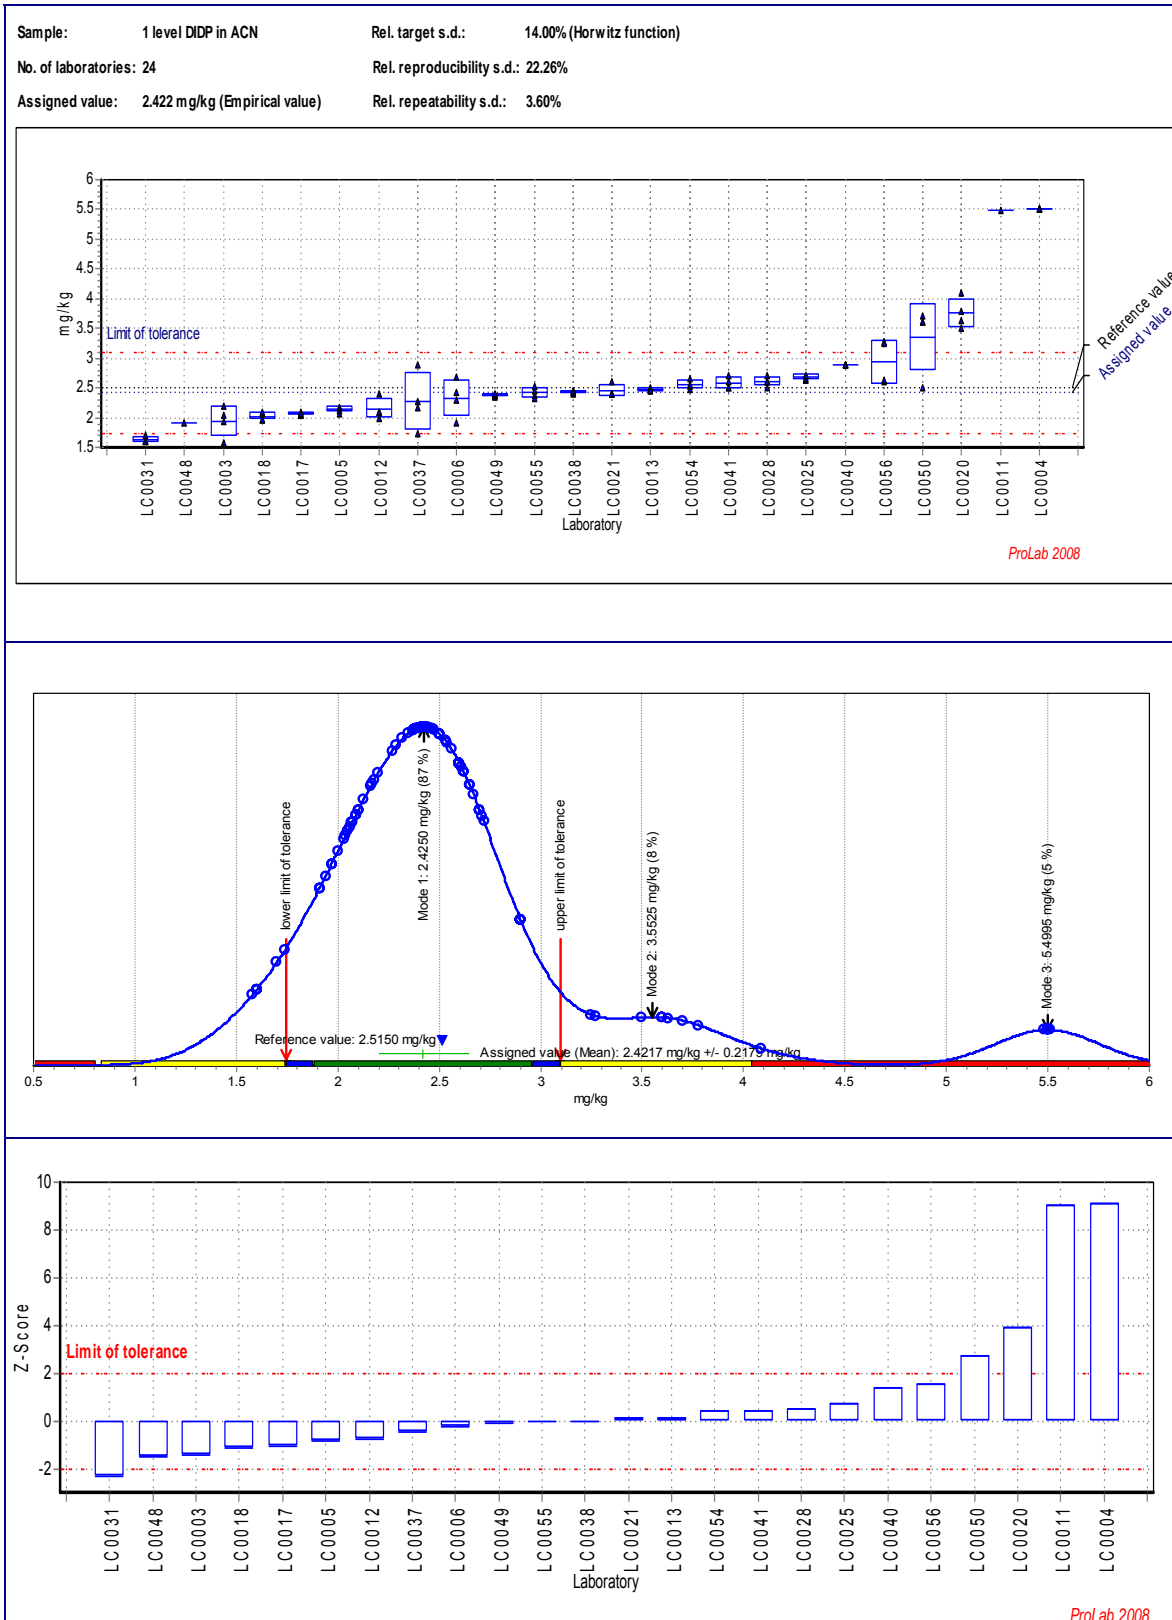 Sample: 1 level DIDP in ACN Rel. target s.d.: 14.00% (Horwitz function)
No. of laboratories: 24 Rel. reproducibility s.d.: 22.26%
Assigned value: 2.422 mg/kg (Empirical value) Rel. repeatability s.d.: 3.60%
6
5.5
5
4.5
4
3.5
3
2.5
2
1.5
mg/kg
Limit of tolerance
Reference value
Assigned value
LC0031 LC0048 LC0003 LC0018 LC0017 LC0005 LC0012 LC0037 LC0006 LC0049 LC0055 LC0038 LC0021 LC0013 LC0054 LC0041 LC0028 LC0025 LC0040 LC0056 LC0050 LC0020 LC0011 LC0004
Laboratory
ProLab 2008
lower limit of tolerance
Mode 1: 2.4250 mg/kg (87 %)
upper limit of tolerance
Mode 2: 3.5525 mg/kg (8 %)
Mode 3: 5.4995 mg/kg (5 %)
Reference value: 2.5150 mg/kg
Assigned value (Mean): 2.4217 mg/kg +/- 0.2179 mg/kg
0.5 1 1.5 2 2.5 3 3.5 4 4.5 5 5.5 6
mg/kg
10
8
6
4
2
0
-2
Z-Score
Limit of tolerance
LC0031 LC0048 LC0003 LC0018 LC0017 LC0005 LC0012 LC0037 LC0006 LC0049 LC0055 LC0038 LC0021 LC0013 LC0054 LC0041 LC0028 LC0025 LC0040 LC0056 LC0050 LC0020 LC0011 LC0004
Laboratory
ProLab 2008